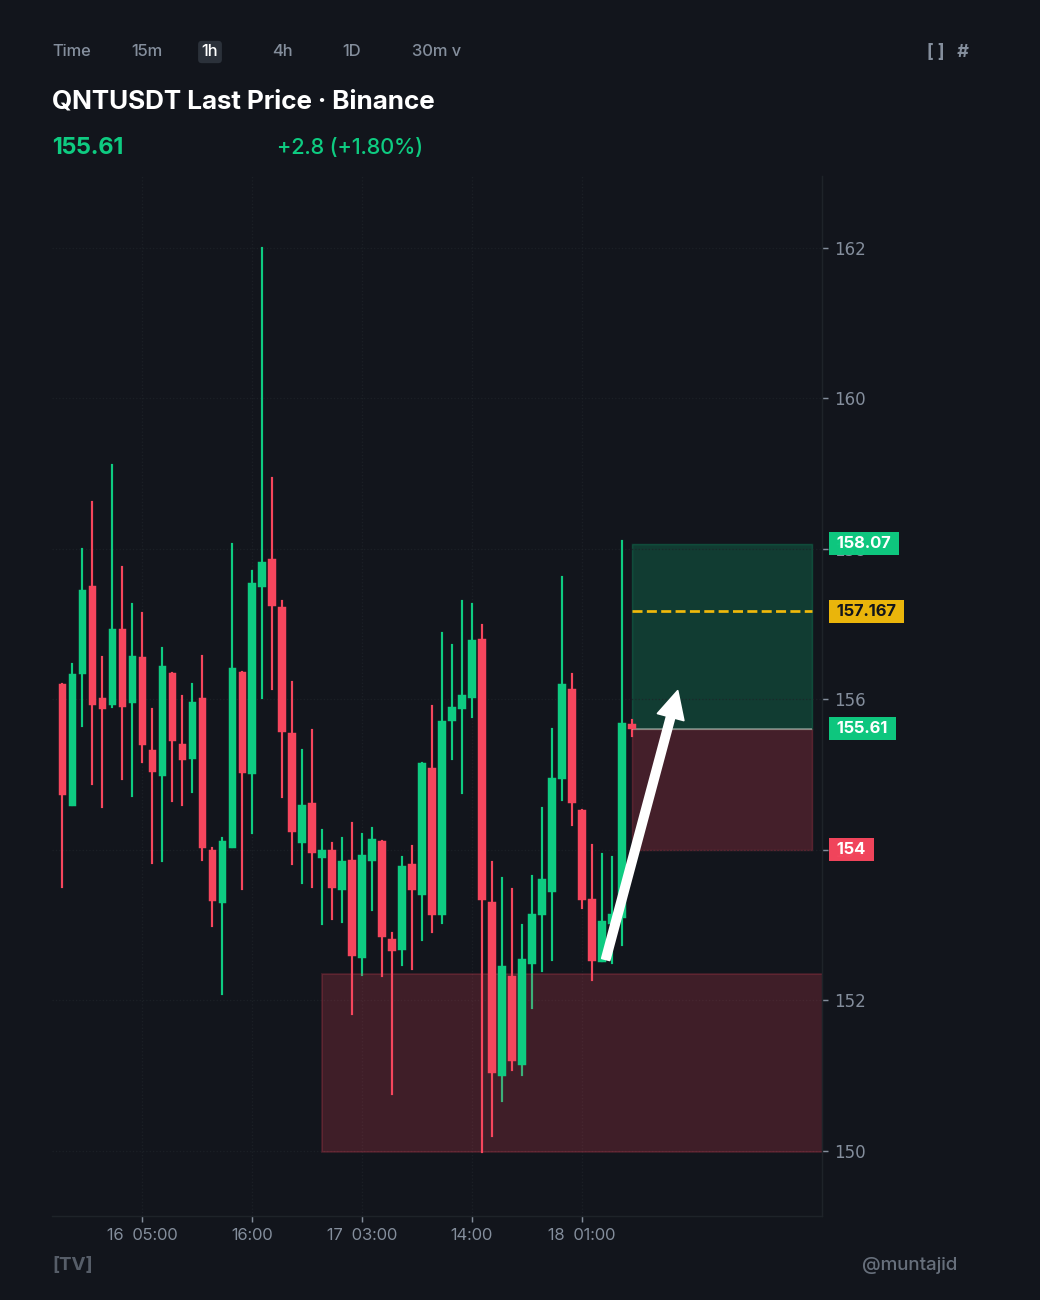 Time 15m 1h 4h 1D 30m v [ ] #
QNTUSDT Last Price · Binance
155.61 +2.8 (+1.80%)
162
160
158.07
157.167
156
155.61
154
152
150
16 05:00 16:00 17 03:00 14:00 18 01:00
[TV] @muntajid